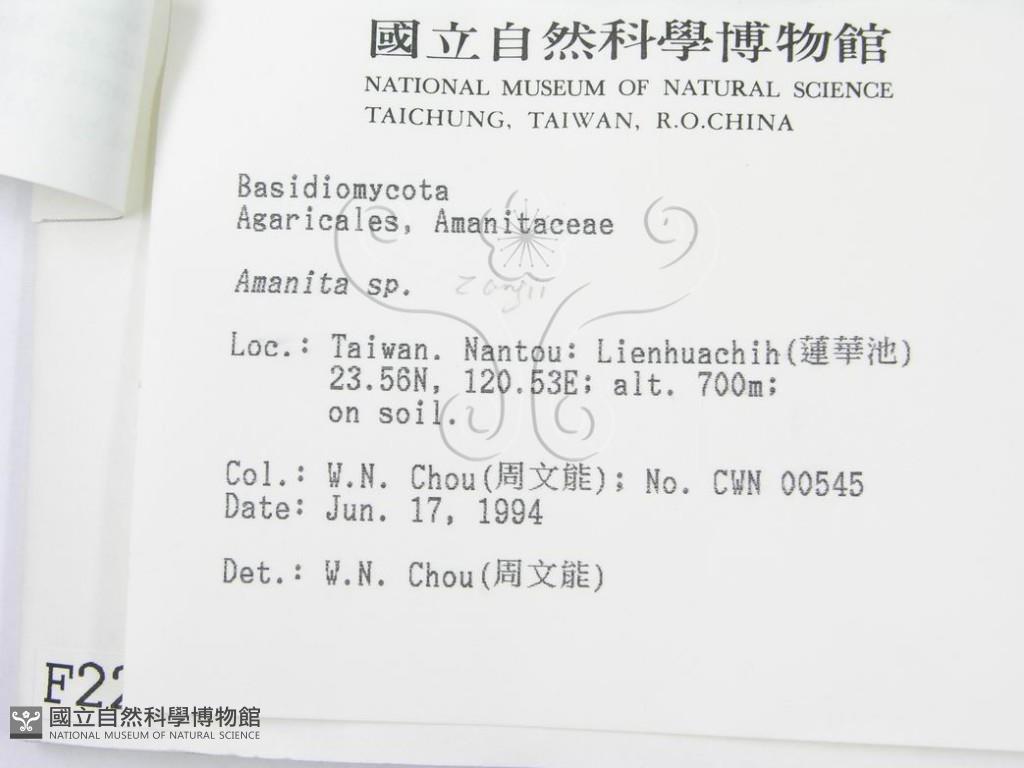 國立自然科學博物館
NATIONAL MUSEUM OF NATURAL SCIENCE
TAICHUNG, TAIWAN, R.O.CHINA
Basidiomycota
Agaricales, Amanitaceae
Amanita sp.
Loc.: Taiwan. Nantou: Lienhuachih(蓮華池)
23.56N, 120.53E; alt. 700m;
on soil.
Col.: W.N. Chou(周文能); No. CWN 00545
Date: Jun. 17, 1994
Det.: W.N. Chou(周文能)
F22
國立自然科學博物館
NATIONAL MUSEUM OF NATURAL SCIENCE